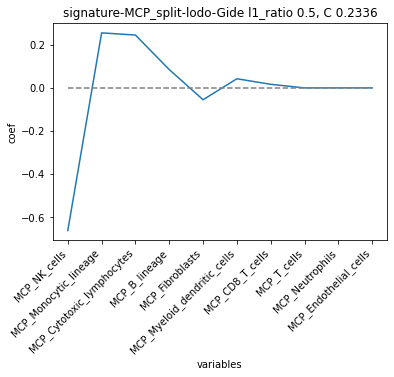 signature-MCP_split-lodo-Gide l1_ratio 0.5, C 0.2336
0.2
0.0
−0.2
−0.4
−0.6
coef
MCP_NK_cells
MCP_Monocytic_lineage
MCP_Cytotoxic_lymphocytes
MCP_B_lineage
MCP_Fibroblasts
MCP_Myeloid_dendritic_cells
MCP_CD8_T_cells
MCP_T_cells
MCP_Neutrophils
MCP_Endothelial_cells
variables